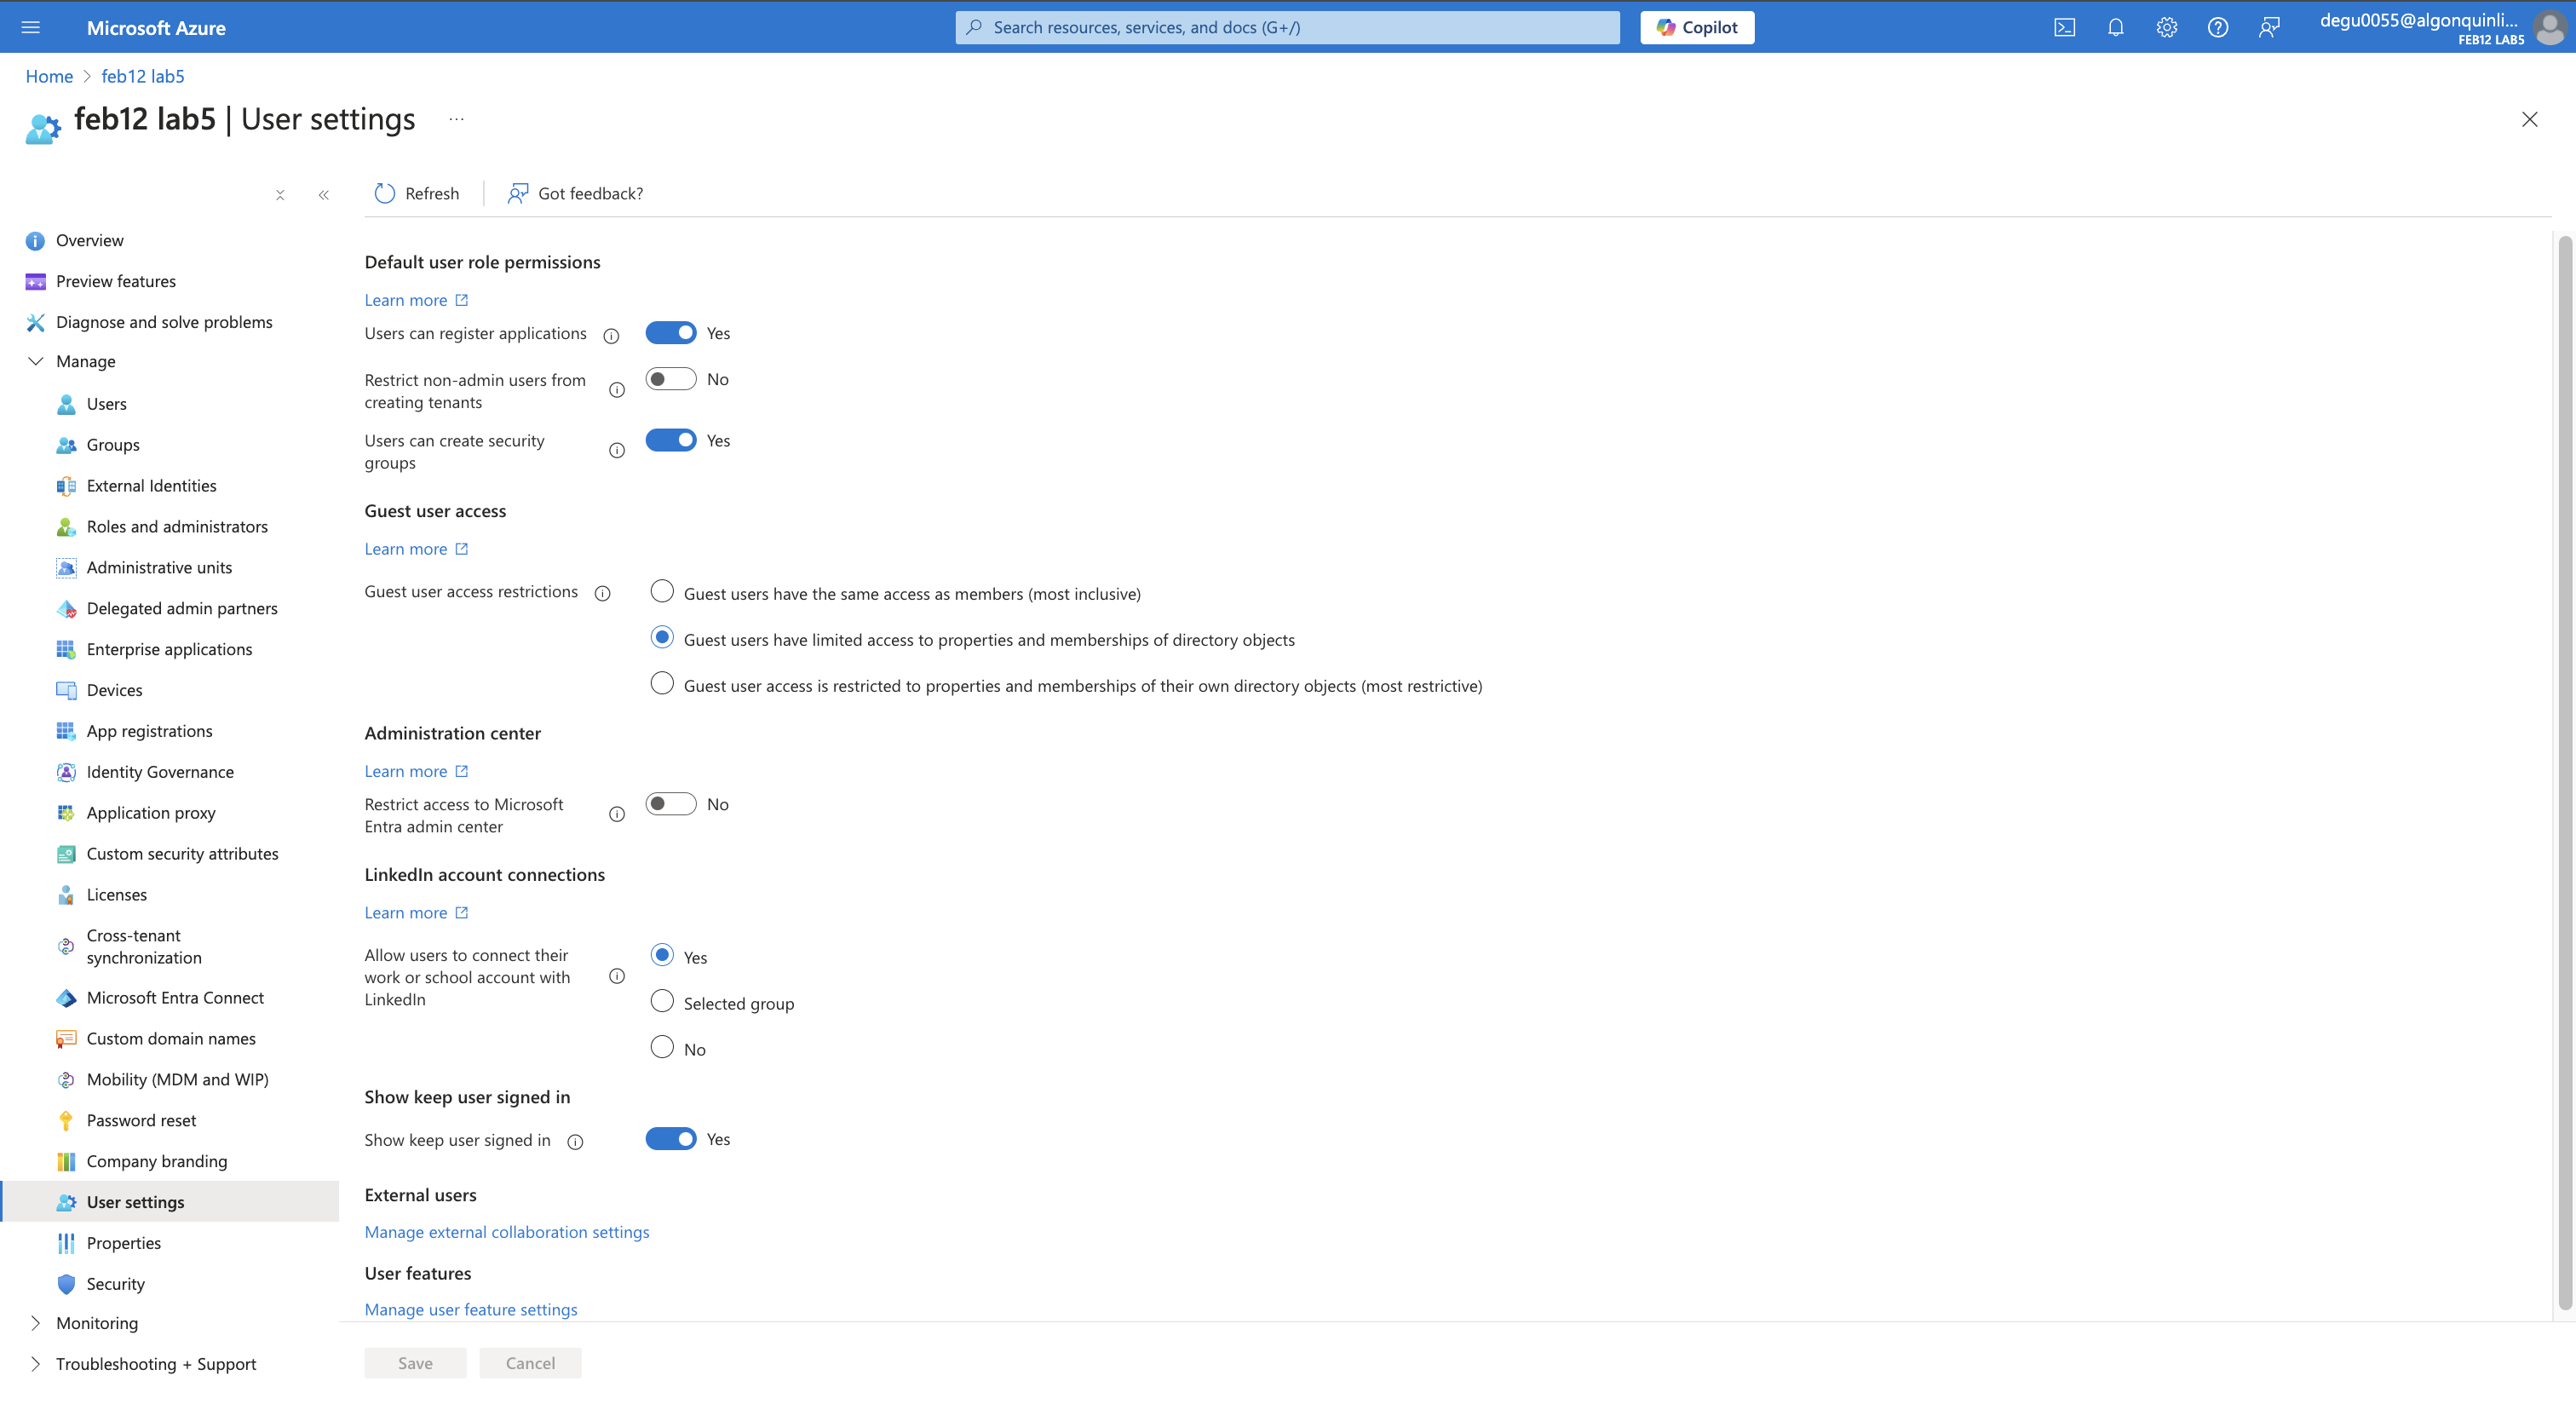 Microsoft Azure
Search resources, services, and docs (G+/)
Copilot
degu0055@algonquinli...
FEB12 LAB5
Home > feb12 lab5
feb12 lab5 | User settings ...
Refresh
Got feedback?
Overview
Preview features
Diagnose and solve problems
Manage
Users
Groups
External Identities
Roles and administrators
Administrative units
Delegated admin partners
Enterprise applications
Devices
App registrations
Identity Governance
Application proxy
Custom security attributes
Licenses
Cross-tenant
synchronization
Microsoft Entra Connect
Custom domain names
Mobility (MDM and WIP)
Password reset
Company branding
User settings
Properties
Security
Monitoring
Troubleshooting + Support
Default user role permissions
Learn more
Users can register applications
Yes
Restrict non-admin users from
creating tenants
No
Users can create security
groups
Yes
Guest user access
Learn more
Guest user access restrictions
Guest users have the same access as members (most inclusive)
Guest users have limited access to properties and memberships of directory objects
Guest user access is restricted to properties and memberships of their own directory objects (most restrictive)
Administration center
Learn more
Restrict access to Microsoft
Entra admin center
No
LinkedIn account connections
Learn more
Allow users to connect their
work or school account with
LinkedIn
Yes
Selected group
No
Show keep user signed in
Show keep user signed in
Yes
External users
Manage external collaboration settings
User features
Manage user feature settings
Save
Cancel